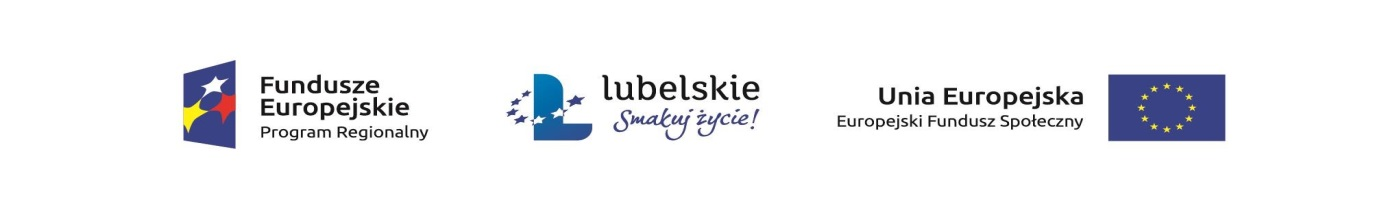 Fundusze
Europejskie
Program Regionalny
lubelskie
Smakuj życie!
Unia Europejska
Europejski Fundusz Społeczny